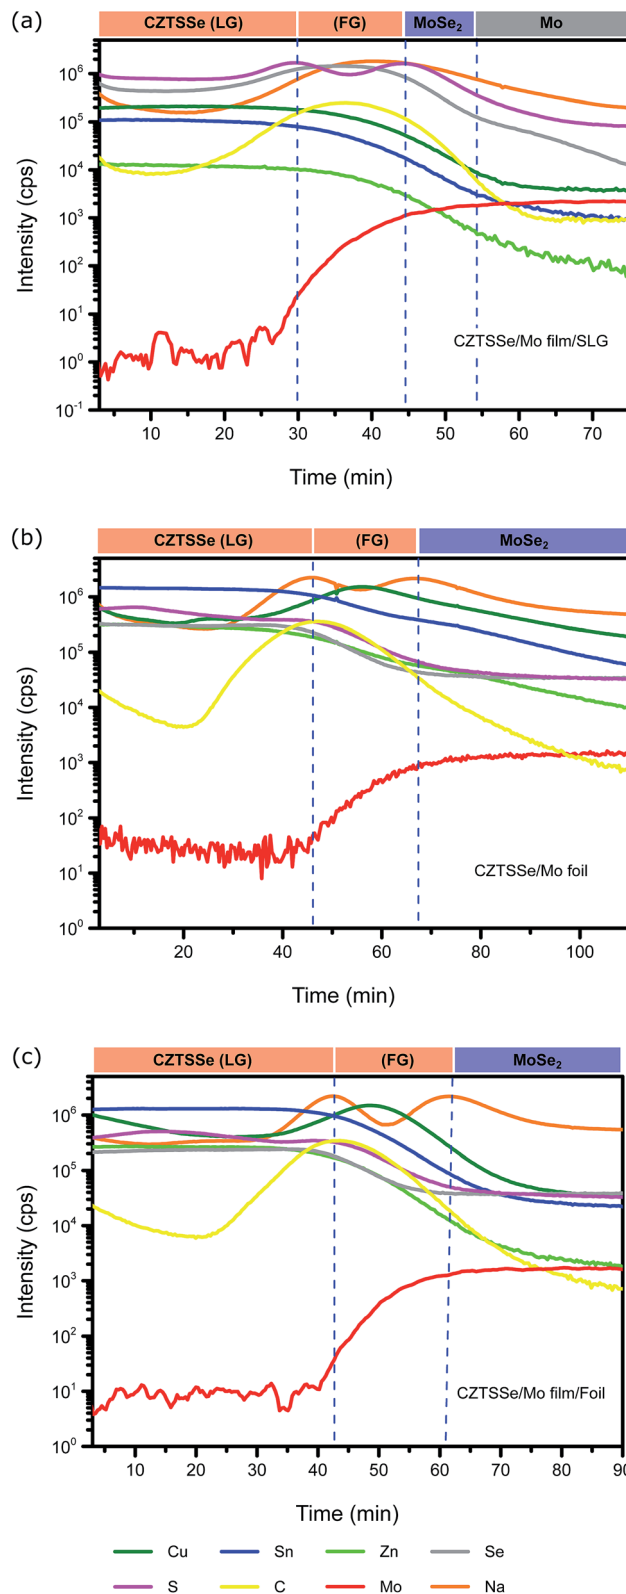 (a)
CZTSSe (LG) (FG) MoSe2 Mo
10^6
10^5
10^4
10^3
10^2
10^1
10^0
10^-1
Intensity (cps)
CZTSSe/Mo film/SLG
10 20 30 40 50 60 70
Time (min)
(b)
CZTSSe (LG) (FG) MoSe2
10^6
10^5
10^4
10^3
10^2
10^1
10^0
Intensity (cps)
CZTSSe/Mo foil
20 40 60 80 100
Time (min)
(c)
CZTSSe (LG) (FG) MoSe2
10^6
10^5
10^4
10^3
10^2
10^1
10^0
Intensity (cps)
CZTSSe/Mo film/Foil
10 20 30 40 50 60 70 80 90
Time (min)
Cu Sn Zn Se
S C Mo Na